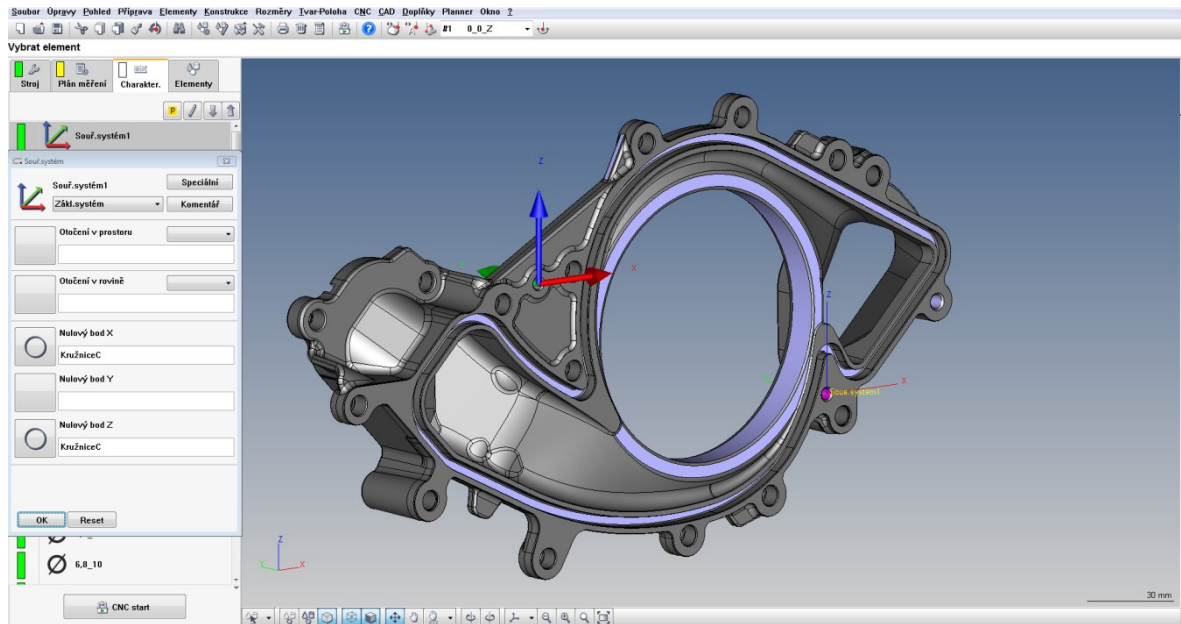 Soubor Úpravy Pohled Příprava Elementy Konstrukce Rozměry Tvar-Poloha CNC CAD Doplňky Planner Okno ?
#1 0_0_Z
Vybrat element
Stroj Plán měření Charakter. Elementy
P
Souř.systém1
Souř.systém
Souř.systém1 Speciální
Zákl.systém Komentář
Otočení v prostoru
Otočení v rovině
Nulový bod X
KružniceC
Nulový bod Y
Nulový bod Z
KružniceC
OK Reset
6,8_10
CNC start
Z
X
Z
X
Souř.systém1
Z
Y
X
30 mm